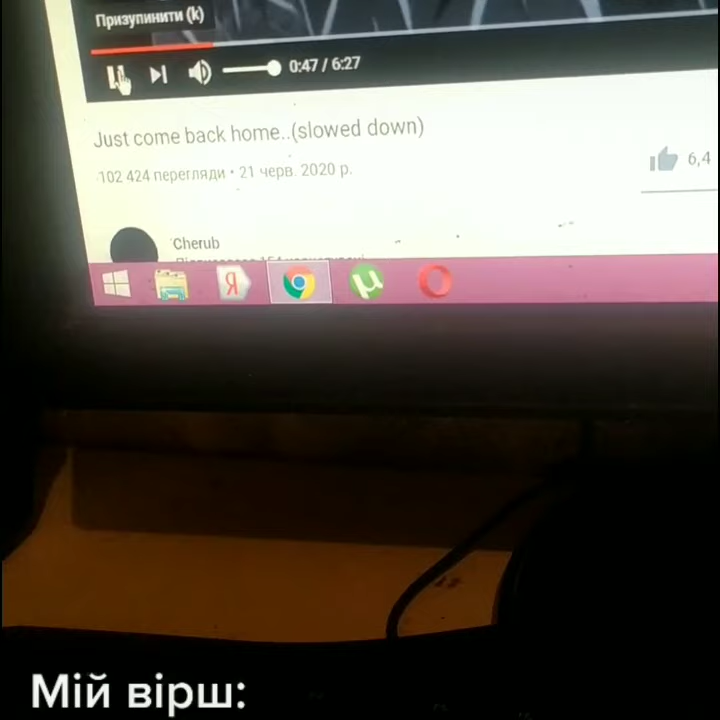 Призупинити (k)
0:47 / 6:27
Just come back home..(slowed down)
102 424 перегляди • 21 черв. 2020 р.
6,4
Cherub
Я
µ
Мій вірш: